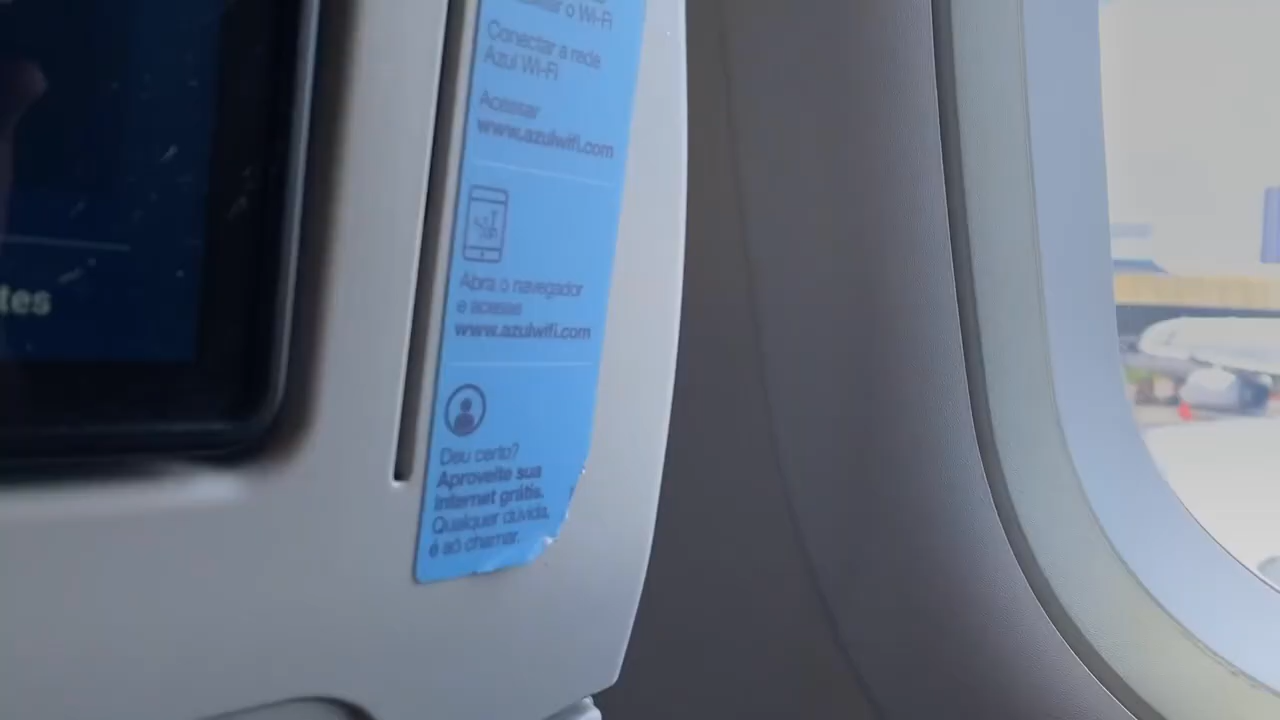 o Wi-Fi
Conectar a rede
Azul Wi-Fi
Acessar
www.azulwifi.com
Abra o navegador
e acesse
www.azulwifi.com
Deu certo?
Aproveite sua
internet grátis.
Qualquer dúvida,
é só chamar.
tes